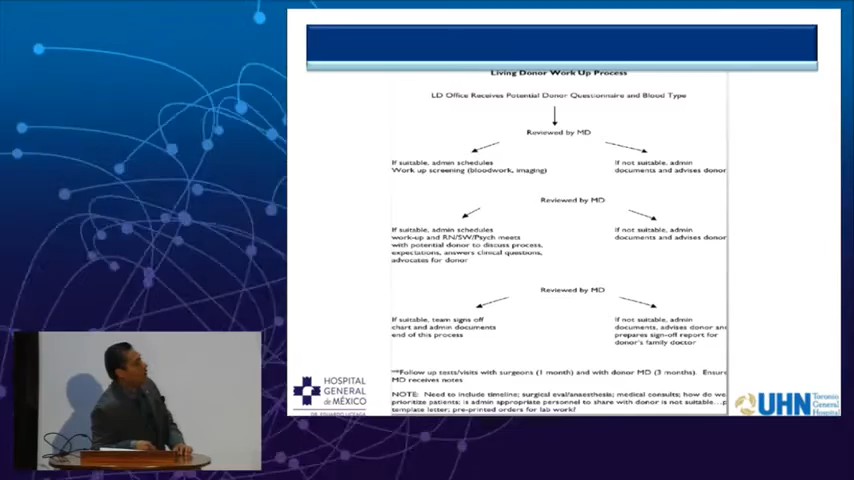 Living Donor Work Up Process
LD Office Receives Potential Donor Questionnaire and Blood Type
Reviewed by MD
If suitable, admin schedules
Work up screening (bloodwork, imaging)
If not suitable, admin
documents and advises donor
Reviewed by MD
If suitable, admin schedules
work-up and RN/SW/Psych meets
with potential donor to discuss process,
expectations, answers clinical questions,
advocates for donor
If not suitable, admin
documents and advises donor
Reviewed by MD
If suitable, team signs off
chart and admin documents
end of this process
If not suitable, admin
documents, advises donor and
prepares sign-off report for
donor's family doctor
**Follow up tests/visits with surgeons (1 month) and with donor MD (3 months). Ensure
MD receives notes
NOTE: Need to include timeline; surgical eval/anaesthesia; medical consults; how do we
prioritize patients; is admin appropriate personnel to share with donor is not suitable...p
template letter; pre-printed orders for lab work?
HOSPITAL
GENERAL
de MÉXICO
DR. EDUARDO LICEAGA
UHN
Toronto
General
Hospital